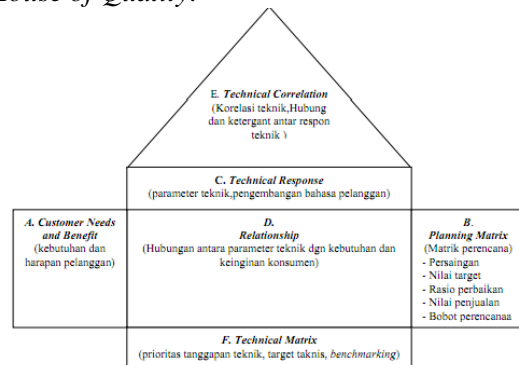 House of Quality.
E. Technical Correlation
(Korelasi teknik,Hubung
dan ketergant antar respon
teknik )
C. Technical Response
(parameter teknik,pengembangan bahasa pelanggan)
A. Customer Needs
and Benefit
(kebutuhan dan
harapan pelanggan)
D.
Relationship
(Hubungan antara parameter teknik dgn kebutuhan dan
keinginan konsumen)
B.
Planning Matrix
(Matrik perencana)
- Persaingan
- Nilai target
- Rasio perbaikan
- Nilai penjualan
- Bobot perencanaa
F. Technical Matrix
(prioritas tanggapan teknik, target taknis, benchmarking)